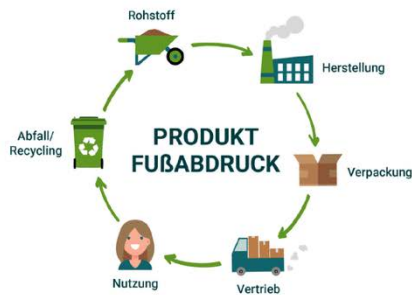 Rohstoff
Herstellung
Verpackung
Vertrieb
Nutzung
Abfall/
Recycling
PRODUKT
FUßABDRUCK